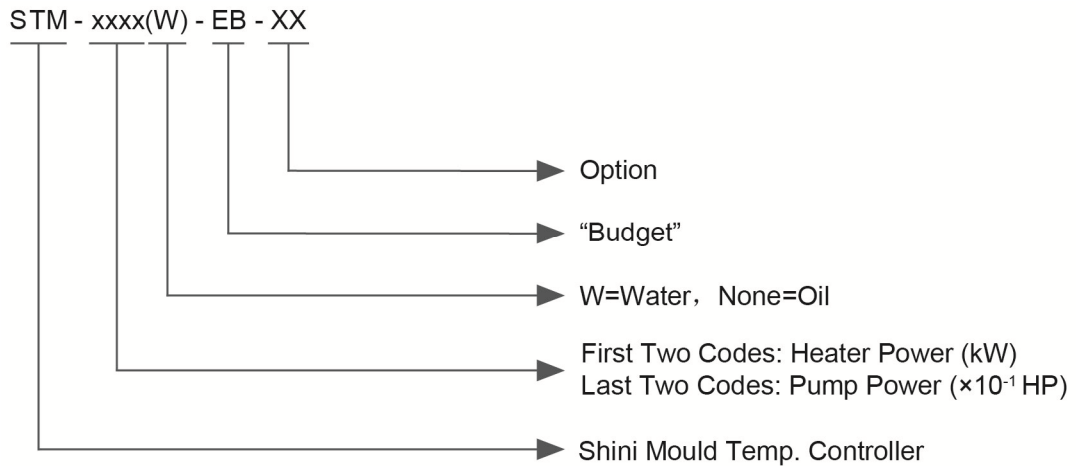 STM - xxxx(W) - EB - XX
Option
“Budget”
W=Water，None=Oil
First Two Codes: Heater Power (kW)
Last Two Codes: Pump Power (×10⁻¹ HP)
Shini Mould Temp. Controller